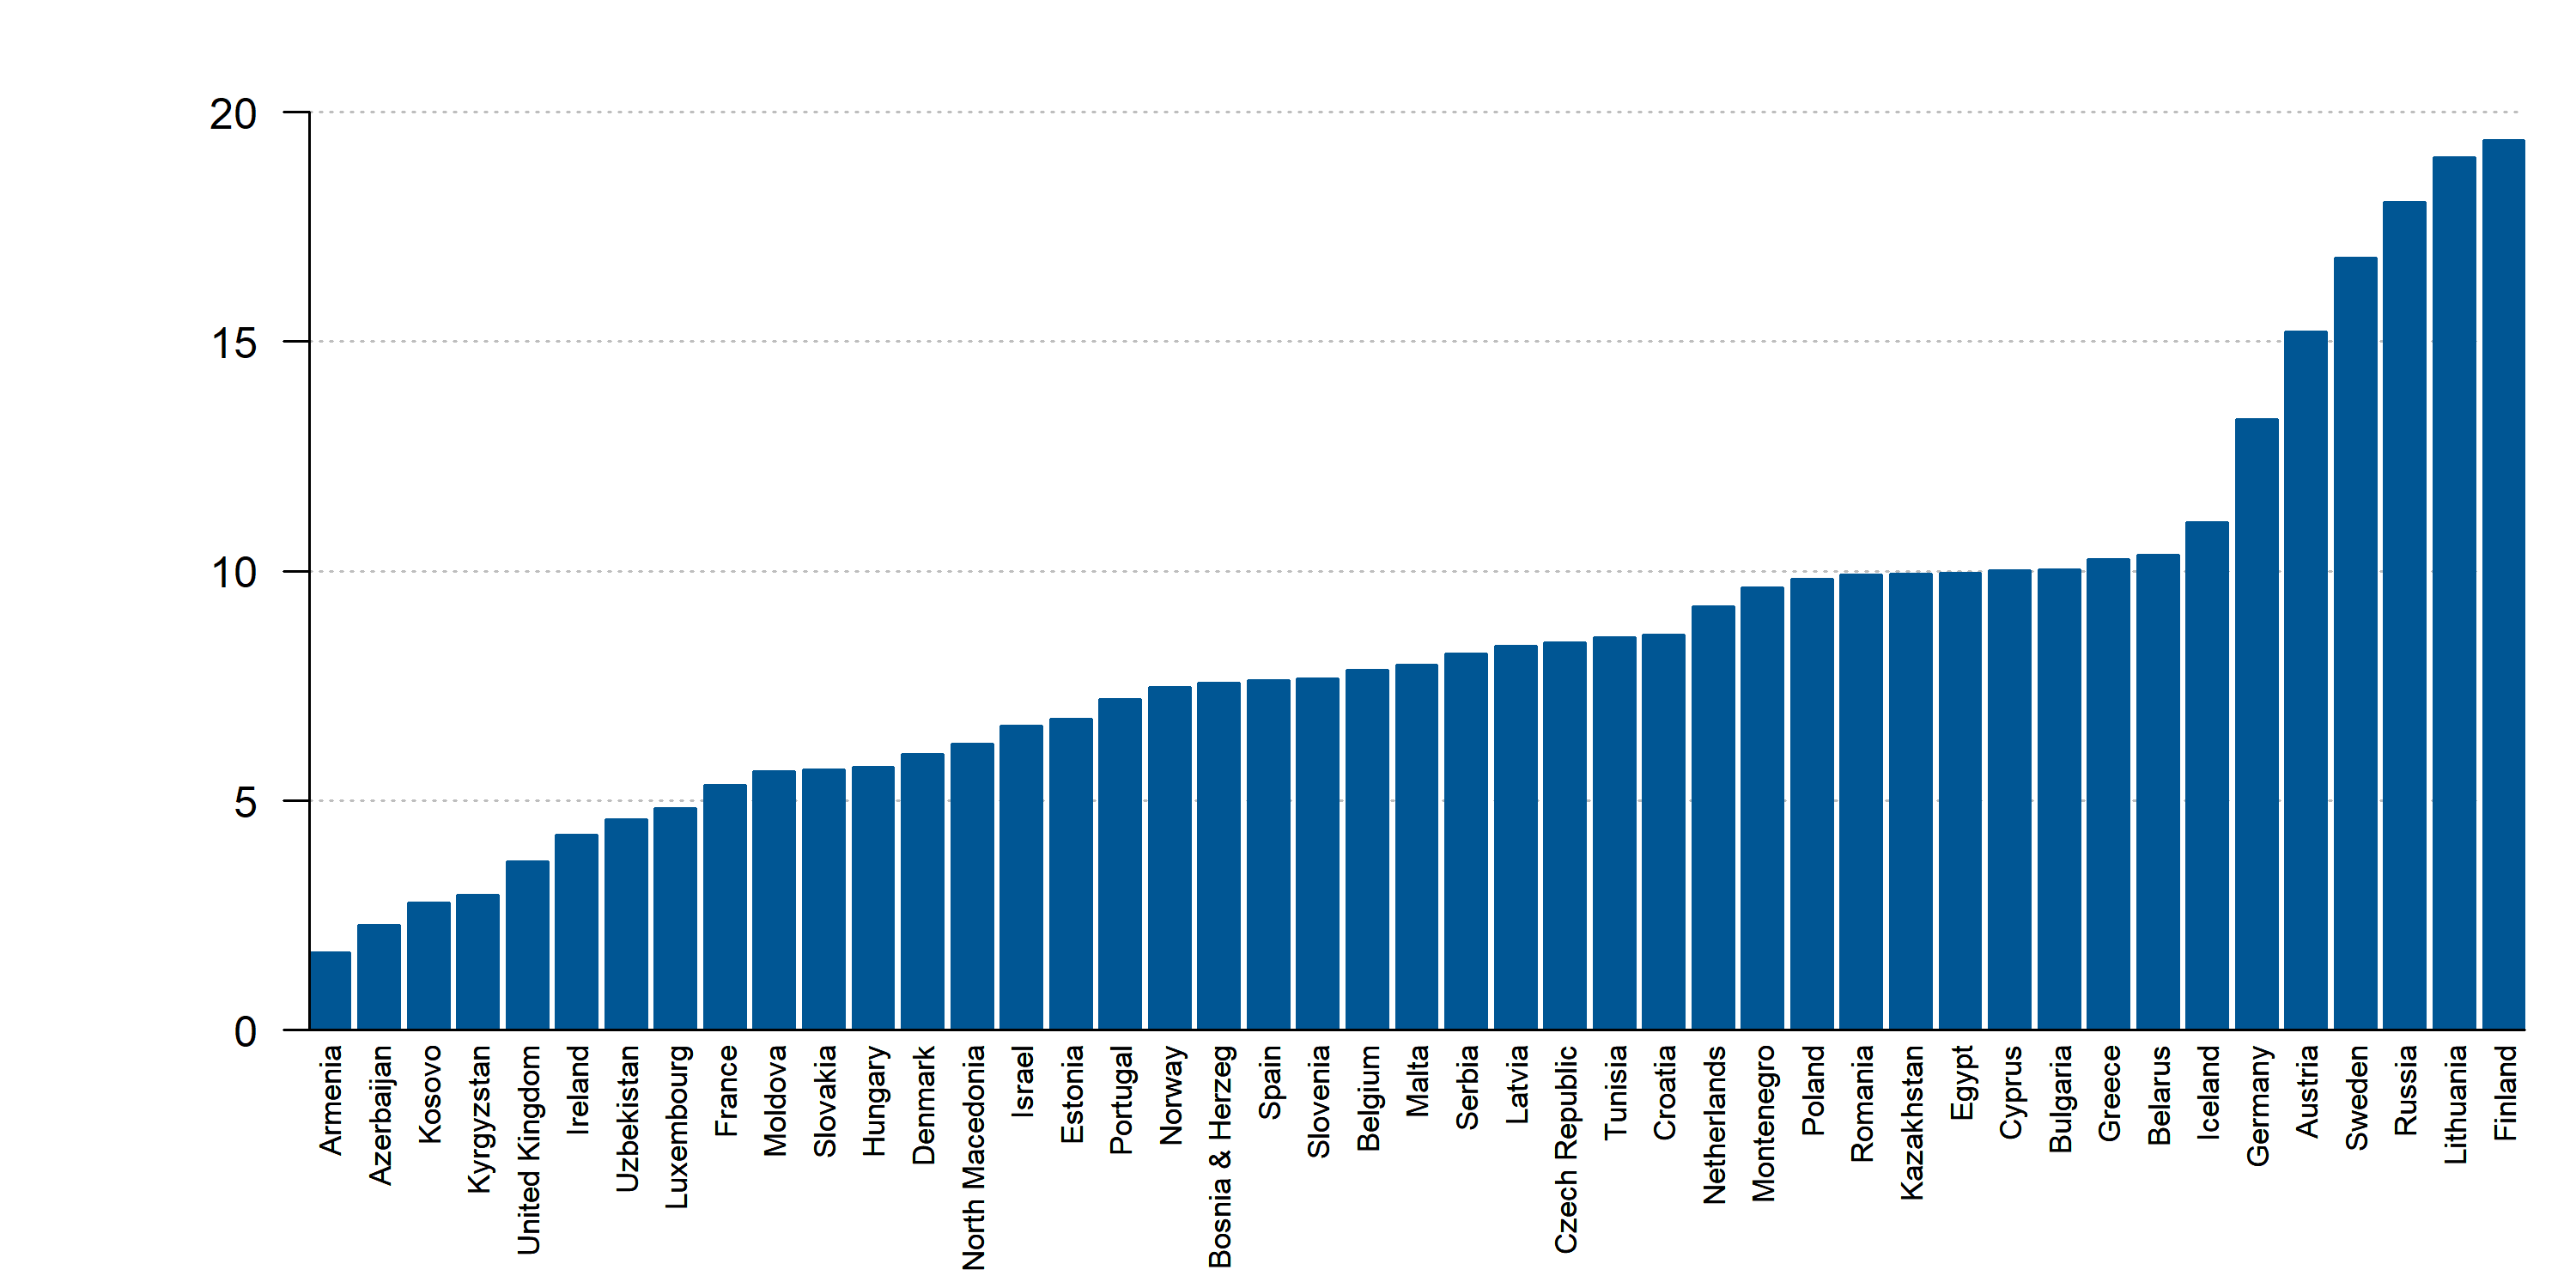 20
15
10
5
0
Armenia
Azerbaijan
Kosovo
Kyrgyzstan
United Kingdom
Ireland
Uzbekistan
Luxembourg
France
Moldova
Slovakia
Hungary
Denmark
North Macedonia
Israel
Estonia
Portugal
Norway
Bosnia & Herzeg
Spain
Slovenia
Belgium
Malta
Serbia
Latvia
Czech Republic
Tunisia
Croatia
Netherlands
Montenegro
Poland
Romania
Kazakhstan
Egypt
Cyprus
Bulgaria
Greece
Belarus
Iceland
Germany
Austria
Sweden
Russia
Lithuania
Finland